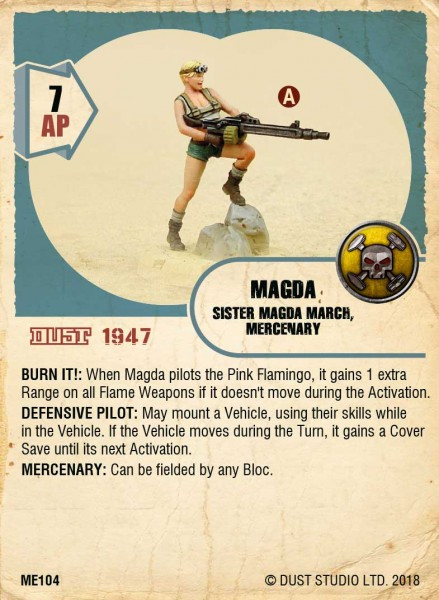 7
AP
A
MAGDA
SISTER MAGDA MARCH,
MERCENARY
DUST 1947
BURN IT!: When Magda pilots the Pink Flamingo, it gains 1 extra
Range on all Flame Weapons if it doesn't move during the Activation.
DEFENSIVE PILOT: May mount a Vehicle, using their skills while
in the Vehicle. If the Vehicle moves during the Turn, it gains a Cover
Save until its next Activation.
MERCENARY: Can be fielded by any Bloc.
ME104
© DUST STUDIO LTD. 2018